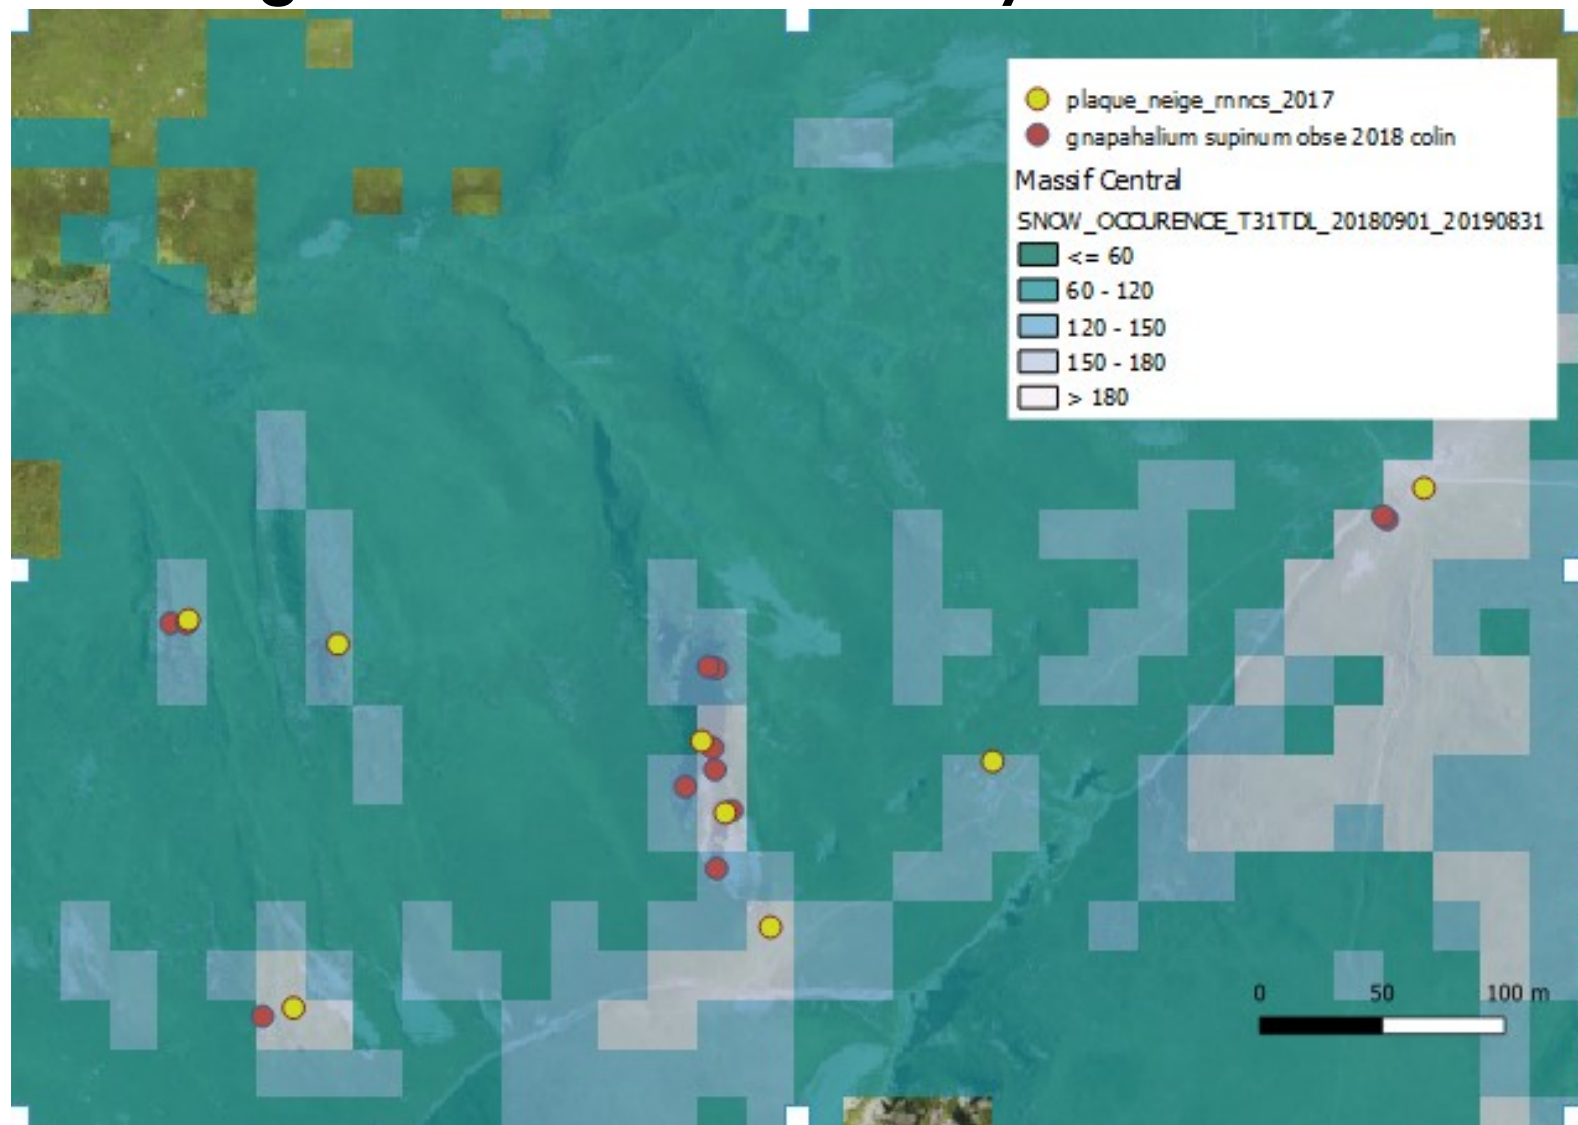 plaque_neige_rnncs_2017
gnapahalium supinum obse 2018 colin
Massif Central
SNOW_OCCURENCE_T31TDL_20180901_20190831
<= 60
60 - 120
120 - 150
150 - 180
> 180
0 50 100 m